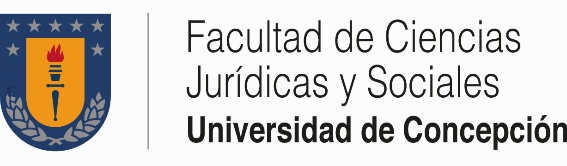 Facultad de Ciencias
Jurídicas y Sociales
Universidad de Concepción